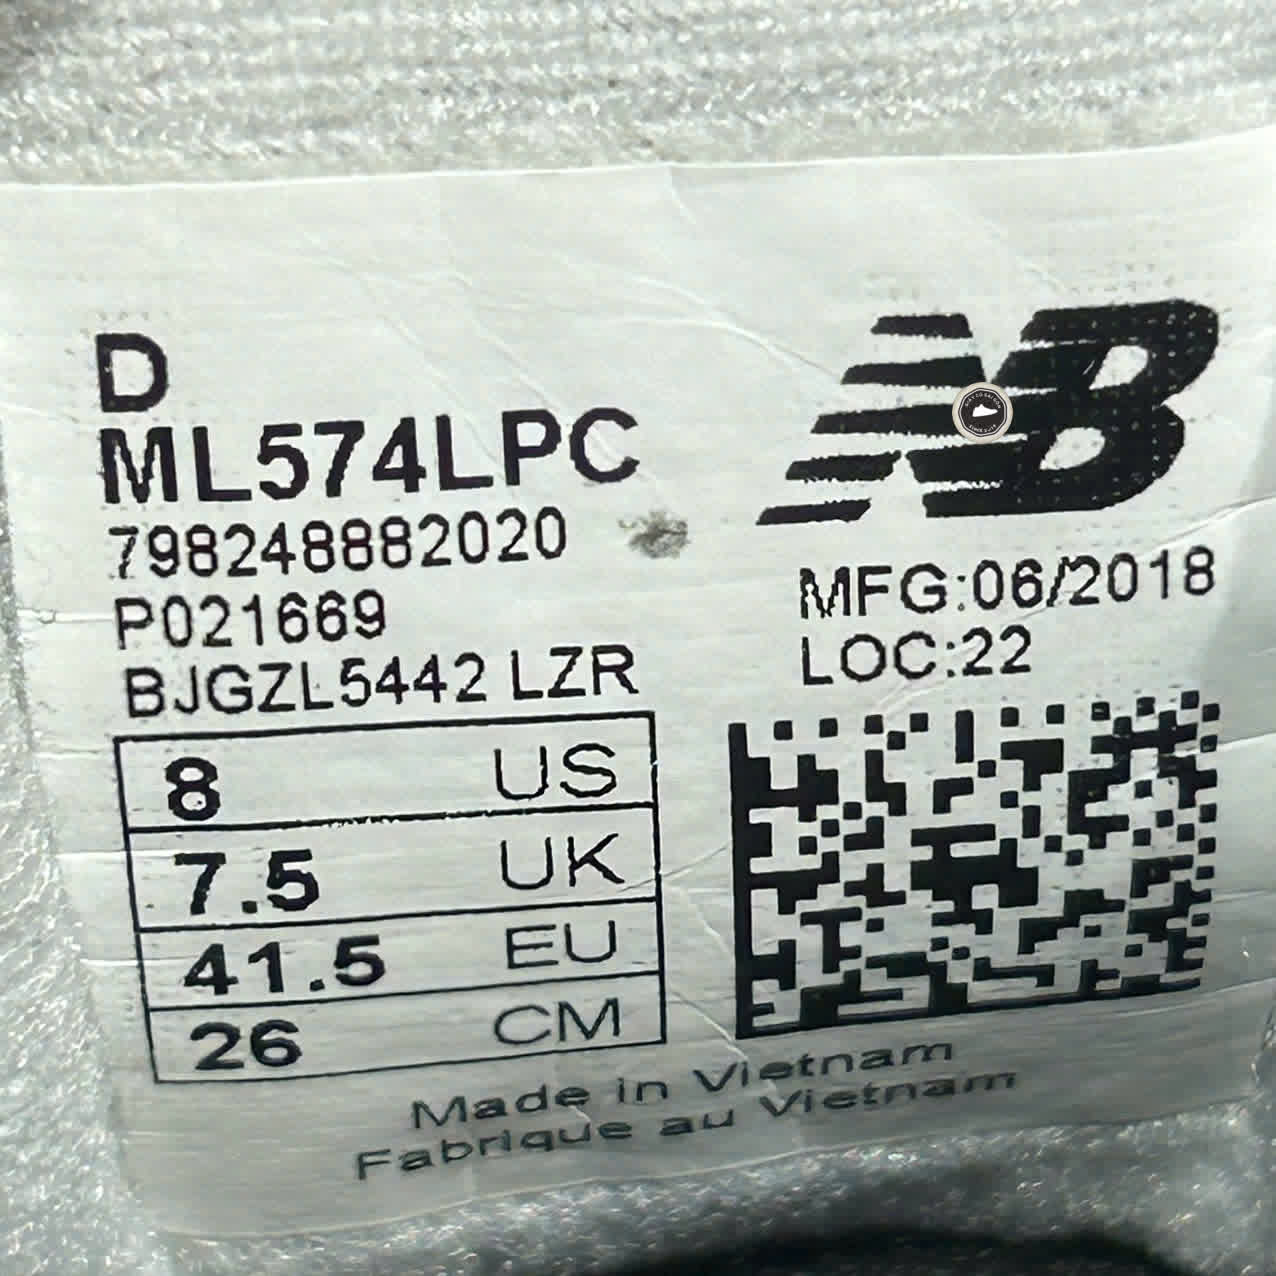 D
ML574LPC
798248882020
P021669
BJGZL5442 LZR
NB
MFG:06/2018
LOC:22
8 US
7.5 UK
41.5 EU
26 CM
Made in Vietnam
Fabrique au Vietnam